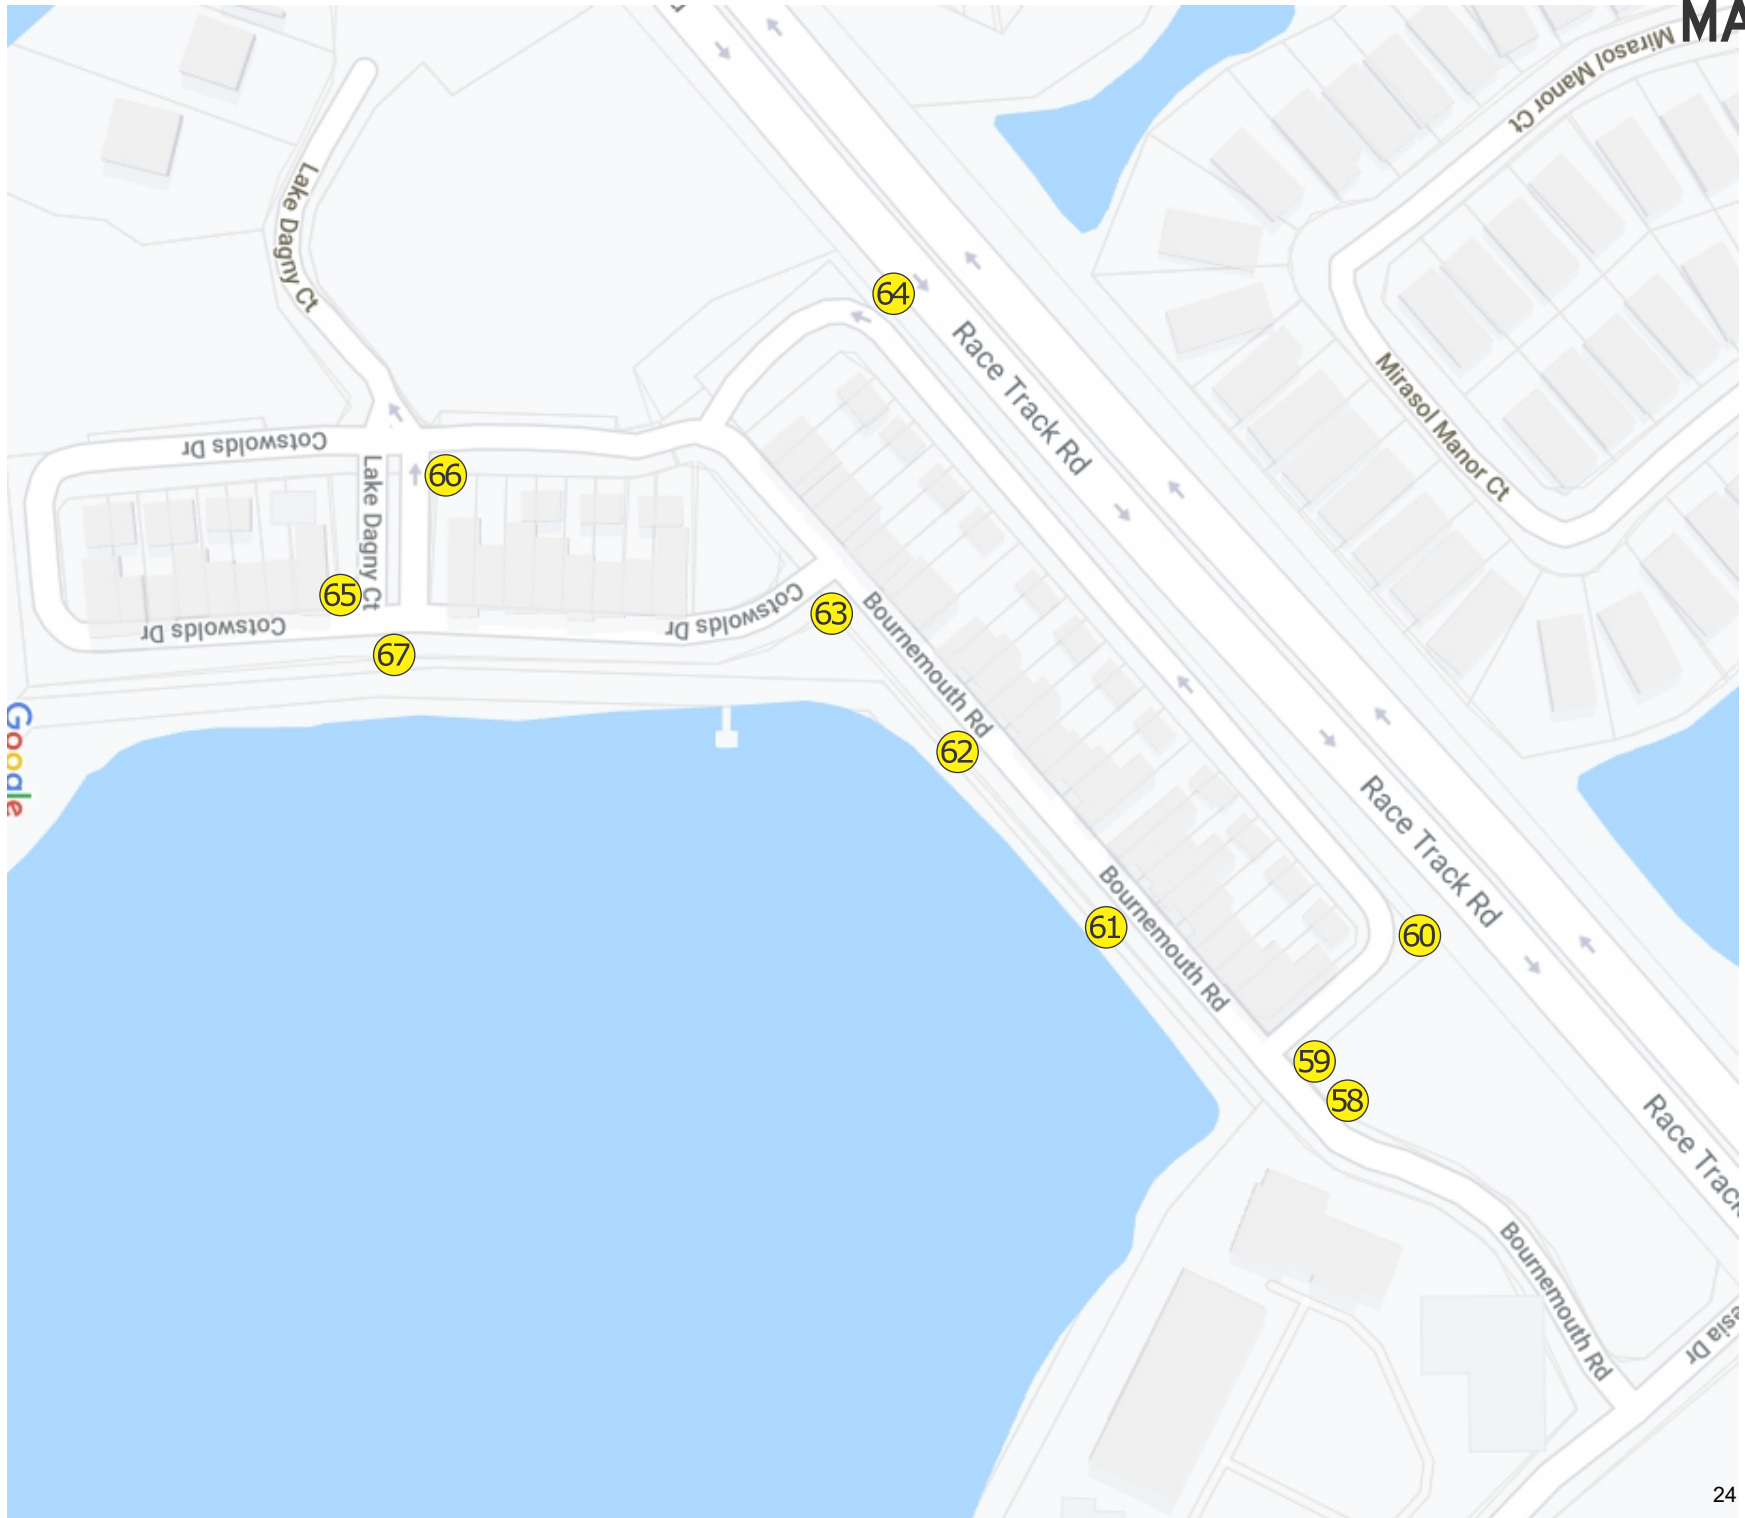 MA
Mirasol Manor Ct
Lake Dagny Ct
64
Race Track Rd
Mirasol Manor Ct
Cotswolds Dr
66
Lake Dagny Ct
65
Cotswolds Dr
67
Cotswolds Dr
63
Bournemouth Rd
62
Google
Race Track Rd
Bournemouth Rd
61
60
59
58
Race Track
Bournemouth Rd
esia Dr
24